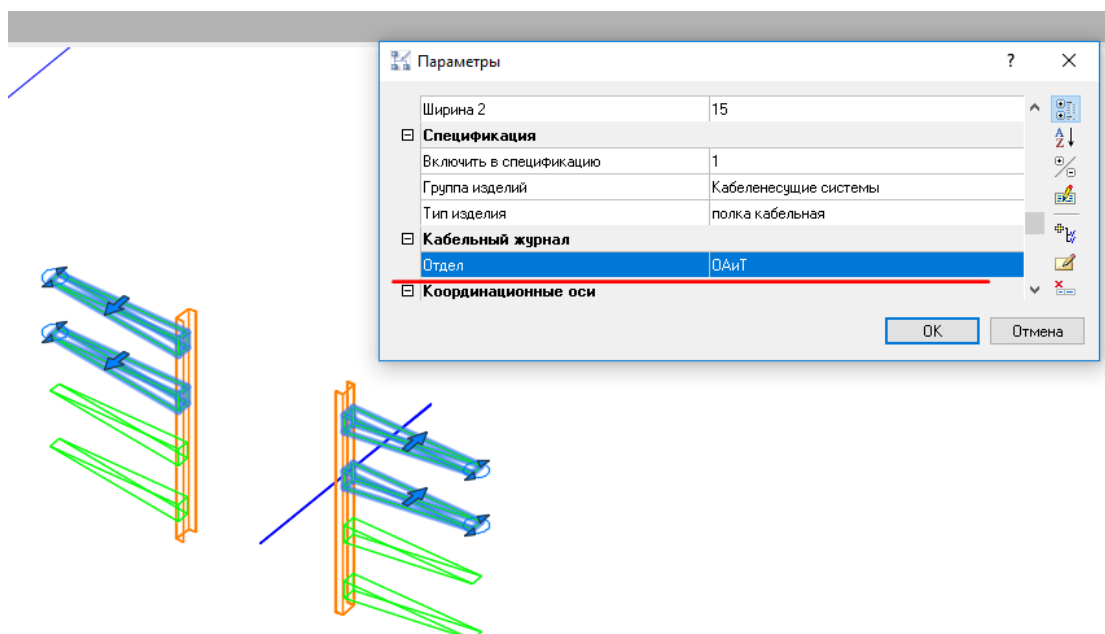 Параметры
?
Ширина 2 15
Спецификация
Включить в спецификацию 1
Группа изделий Кабеленесущие системы
Тип изделия полка кабельная
Кабельный журнал
Отдел ОАиТ
Координационные оси
OK Отмена